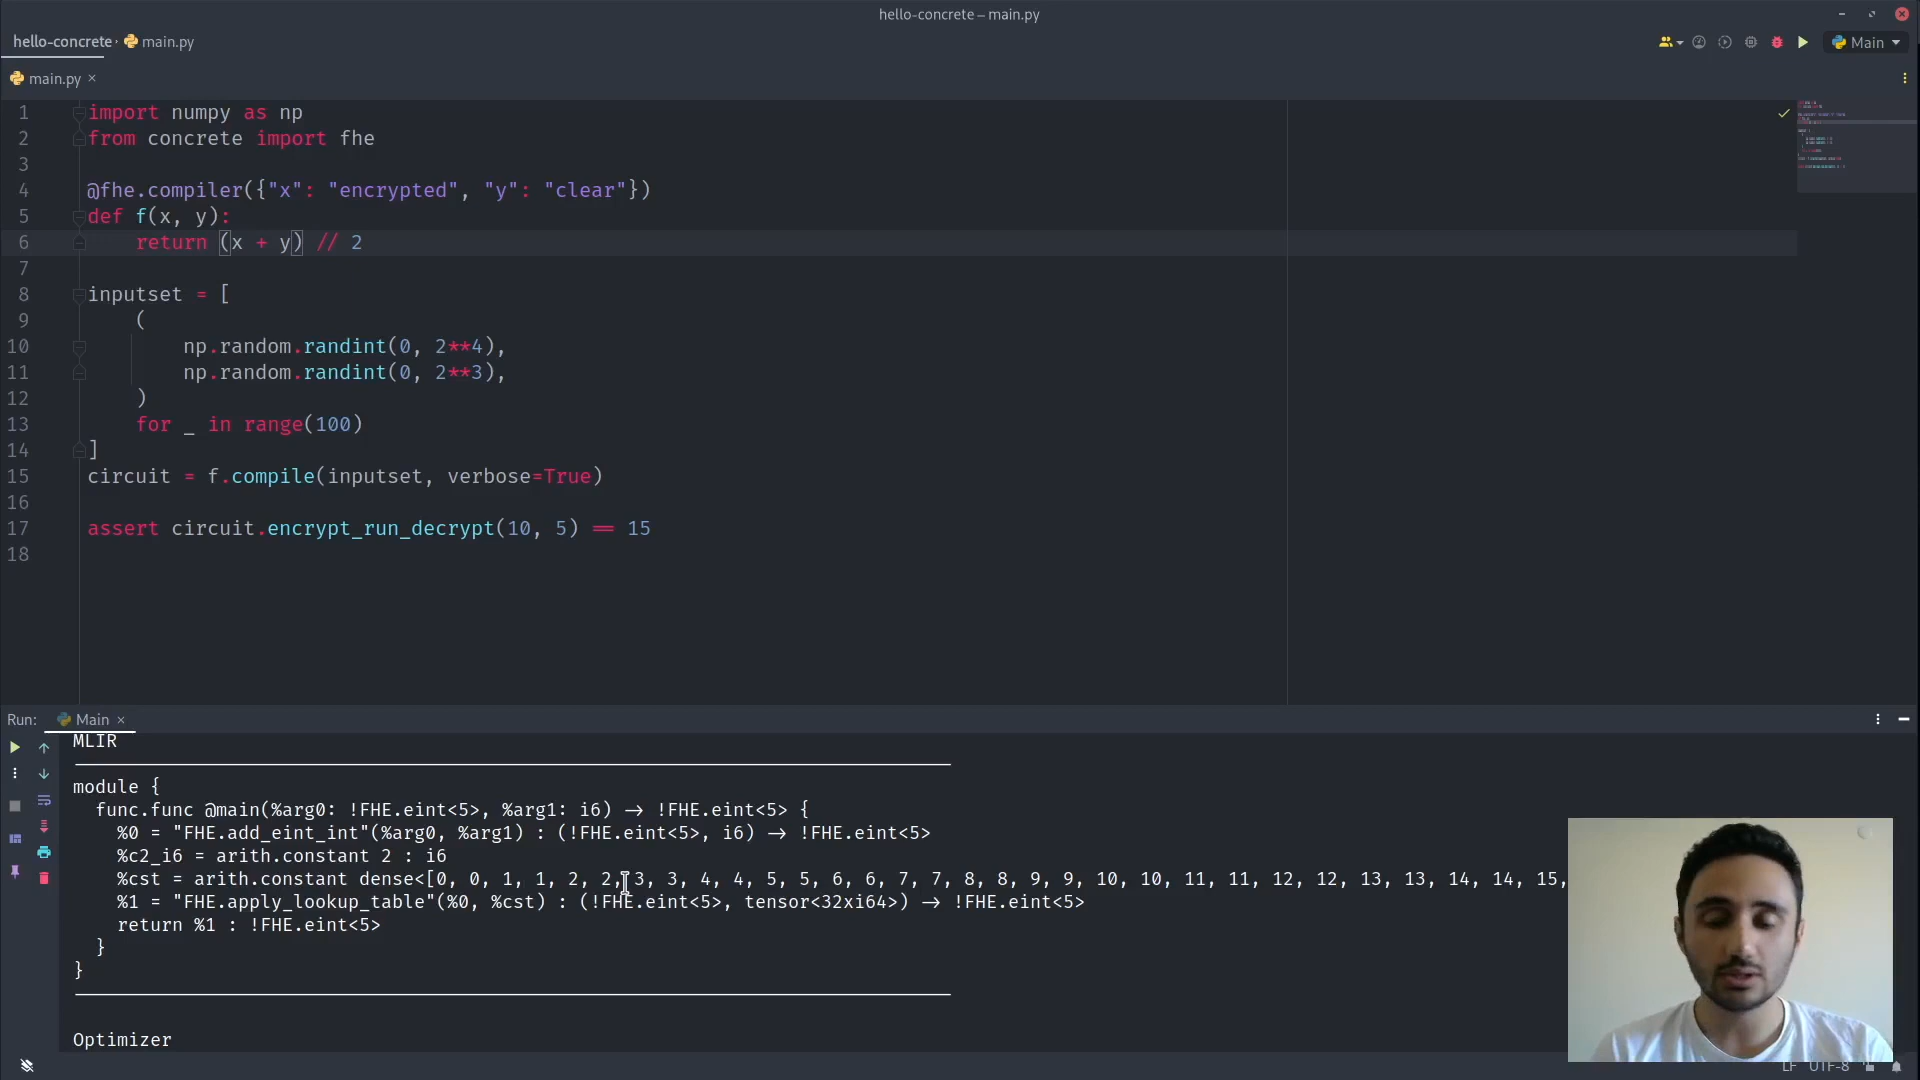 hello-concrete – main.py
hello-concrete › main.py
Main
main.py ×
1 import numpy as np
2 from concrete import fhe
3
4 @fhe.compiler({"x": "encrypted", "y": "clear"})
5 def f(x, y):
6     return (x + y) // 2
7
8 inputset = [
9     (
10         np.random.randint(0, 2**4),
11         np.random.randint(0, 2**3),
12     )
13     for _ in range(100)
14 ]
15 circuit = f.compile(inputset, verbose=True)
16
17 assert circuit.encrypt_run_decrypt(10, 5) == 15
18
Run: Main ×
MLIR
module {
  func.func @main(%arg0: !FHE.eint<5>, %arg1: i6) -> !FHE.eint<5> {
    %0 = "FHE.add_eint_int"(%arg0, %arg1) : (!FHE.eint<5>, i6) -> !FHE.eint<5>
    %c2_i6 = arith.constant 2 : i6
    %cst = arith.constant dense<[0, 0, 1, 1, 2, 2, 3, 3, 4, 4, 5, 5, 6, 6, 7, 7, 8, 8, 9, 9, 10, 10, 11, 11, 12, 12, 13, 13, 14, 14, 15,
    %1 = "FHE.apply_lookup_table"(%0, %cst) : (!FHE.eint<5>, tensor<32xi64>) -> !FHE.eint<5>
    return %1 : !FHE.eint<5>
  }
}
Optimizer
LF UTF-8